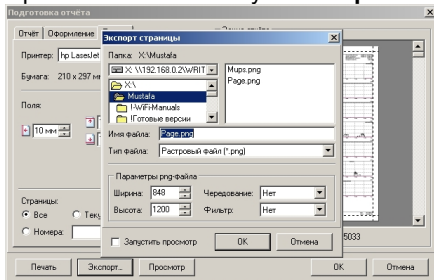 Подготовка отчёта
Отчёт Оформление
Экспорт страницы
Принтер: hp LaserJet
Папка: X:\Mustafa
Бумага: 210 x 297 мм
X: \\192.168.0.2\WRIT
Mups.png
Page.png
X:\
Mustafa
!-WiFi-Manuals
!Готовые версии
Поля:
10 мм
Имя файла: Page.png
Тип файла: Растровый файл (*.png)
Параметры png-файла
Ширина: 848 Чередование: Нет
Высота: 1200 Фильтр: Нет
Страницы:
Все
Номера:
Запустить просмотр OK Отмена
5033
Печать Экспорт... Просмотр OK Отмена